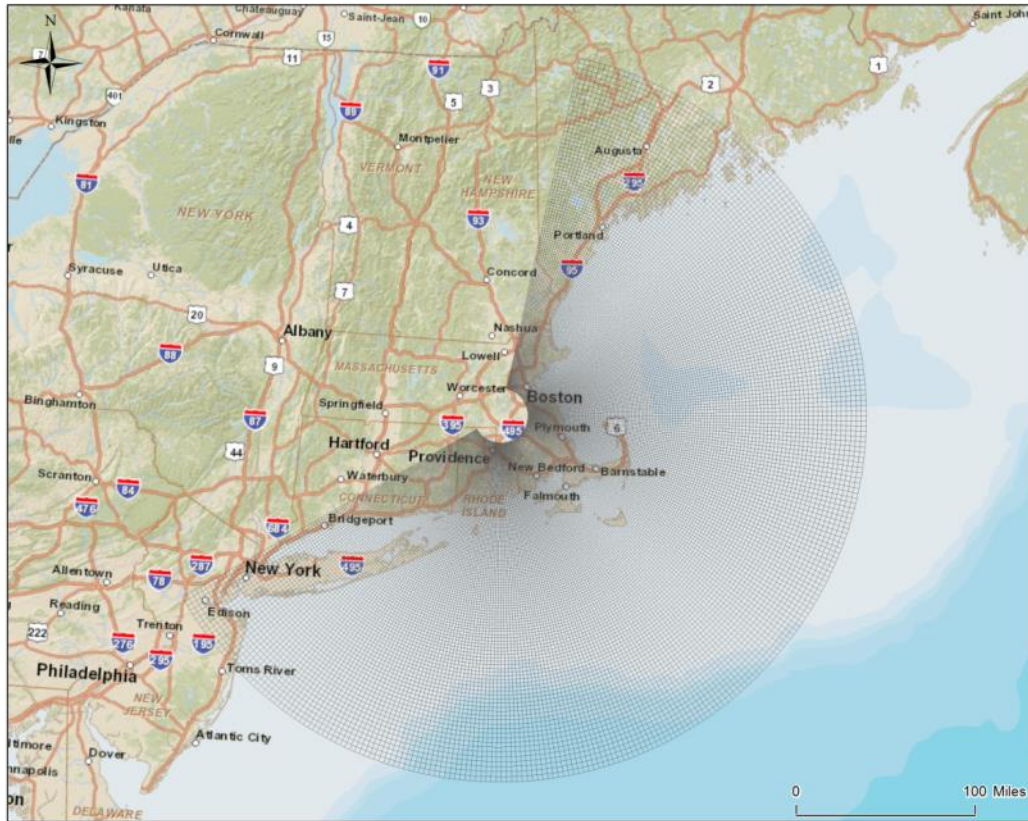 Kanata
Châteauguay
Saint-Jean
10
Saint John
N
Cornwall
15
11
91
2
1
401
5
3
Kingston
89
Montpelier
Augusta
VERMONT
81
NEW
HAMPSHIRE
295
NEW YORK
4
93
Portland
Syracuse
Utica
Concord
95
7
20
Albany
Nashua
88
Lowell
9
MASSACHUSETTS
Worcester
Boston
Binghamton
Springfield
87
395
495
Plymouth
6
44
Hartford
Providence
Scranton
84
Waterbury
New Bedford
Barnstable
476
CONNECTICUT
RHODE
ISLAND
Falmouth
684
Bridgeport
287
495
Allentown
78
New York
Reading
Edison
222
Trenton
276
195
295
Philadelphia
Toms River
NEW
JERSEY
Atlantic City
ltimore
Dover
nnapolis
on
DELAWARE
0
100 Miles